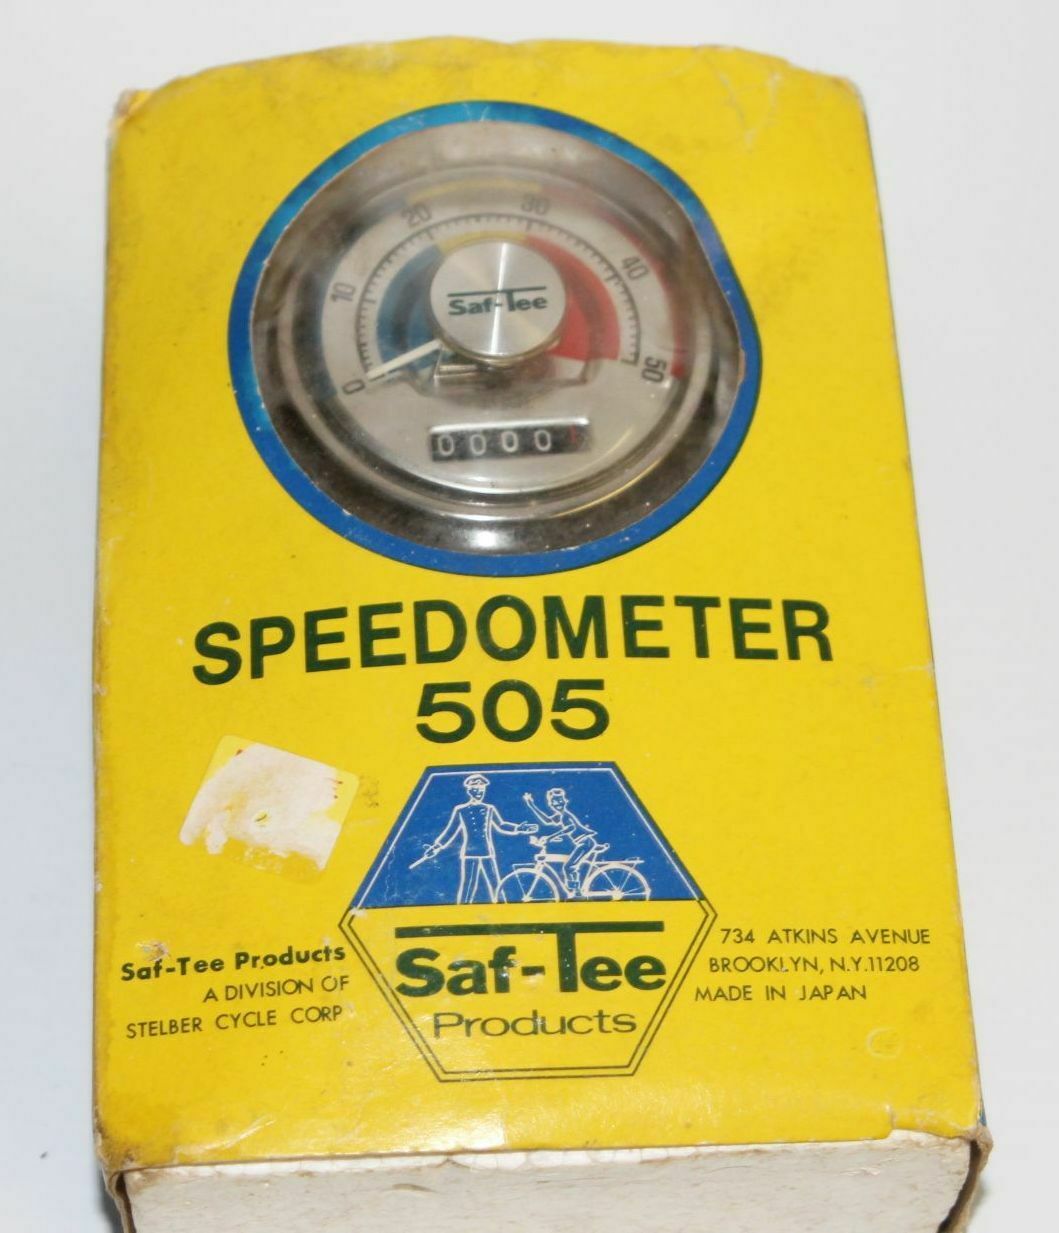 0 10 20 30 40 50
Saf-Tee
0000
SPEEDOMETER
505
Saf-Tee Products
A DIVISION OF
STELBER CYCLE CORP
Saf-Tee
Products
734 ATKINS AVENUE
BROOKLYN, N.Y.11208
MADE IN JAPAN